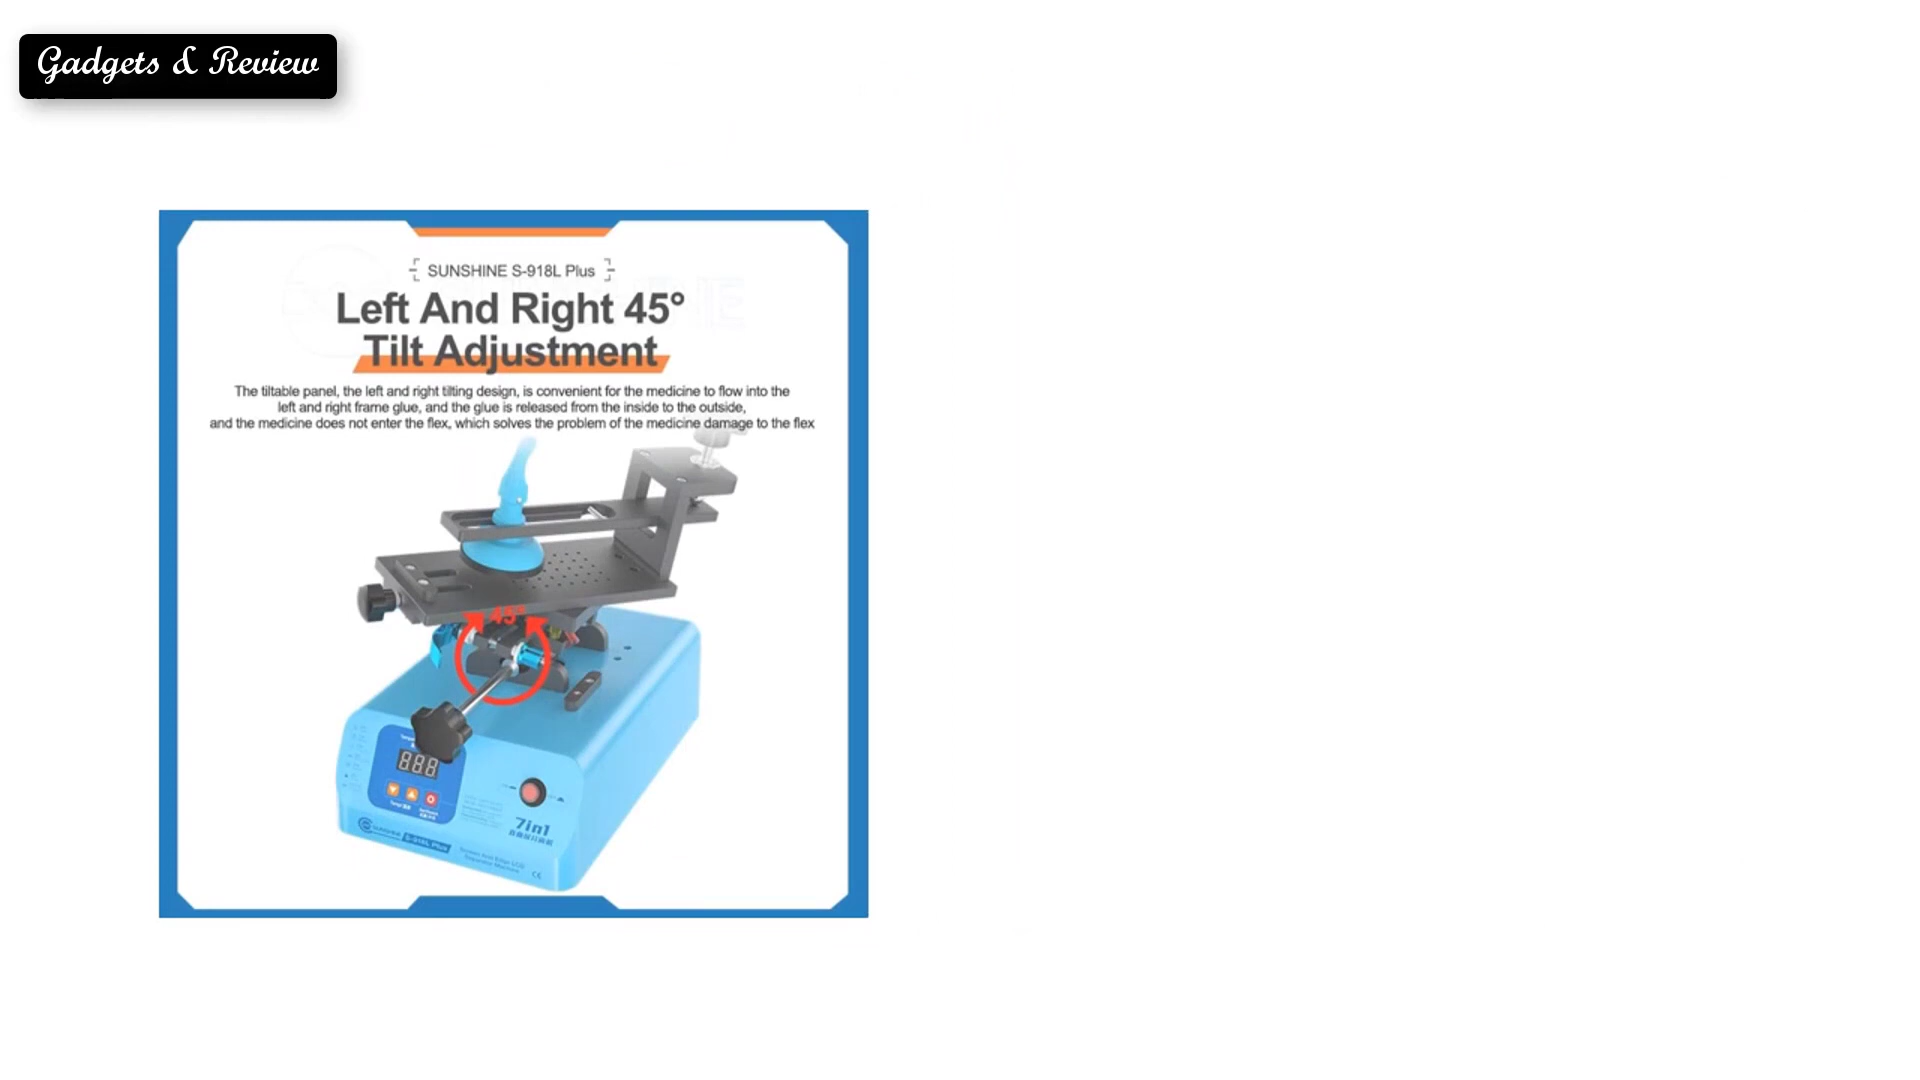 Gadgets & Review
SUNSHINE S-918L Plus
Left And Right 45°
Tilt Adjustment
The tiltable panel, the left and right tilting design, is convenient for the medicine to flow into the
left and right frame glue, and the glue is released from the inside to the outside,
and the medicine does not enter the flex, which solves the problem of the medicine damage to the flex
45°
888
7in1
SUNSHINE S-918L Plus